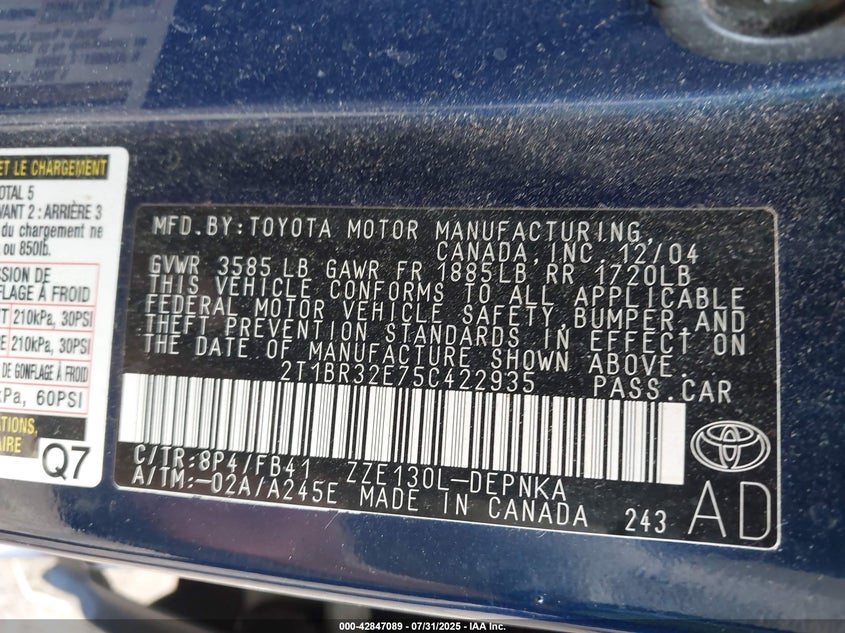 ET LE CHARGEMENT
TOTAL 5
VANT 2 : ARRIÈRE 3
du chargement ne
ou 850lb.
SSION DE
FLAGE À FROID
210kPa, 30PSI
210kPa, 30PSI
DE GONFLAGE À FROID
kPa, 60PSI
ATIONS,
AIRE
Q7
MFD. BY: TOYOTA MOTOR MANUFACTURING,
CANADA, INC. 12/04
GVWR 3585 LB GAWR FR 1885LB RR 1720LB
THIS VEHICLE CONFORMS TO ALL APPLICABLE
FEDERAL MOTOR VEHICLE SAFETY, BUMPER, AND
THEFT PREVENTION STANDARDS IN EFFECT ON
THE DATE OF MANUFACTURE SHOWN ABOVE.
2T1BR32E75C422935 PASS. CAR
C/TR: 8P4/FB41 ZZE130L-DEPNKA
A/TM: -02A/A245E MADE IN CANADA 243
AD
000-42847089 - 07/31/2025 - IAA Inc.